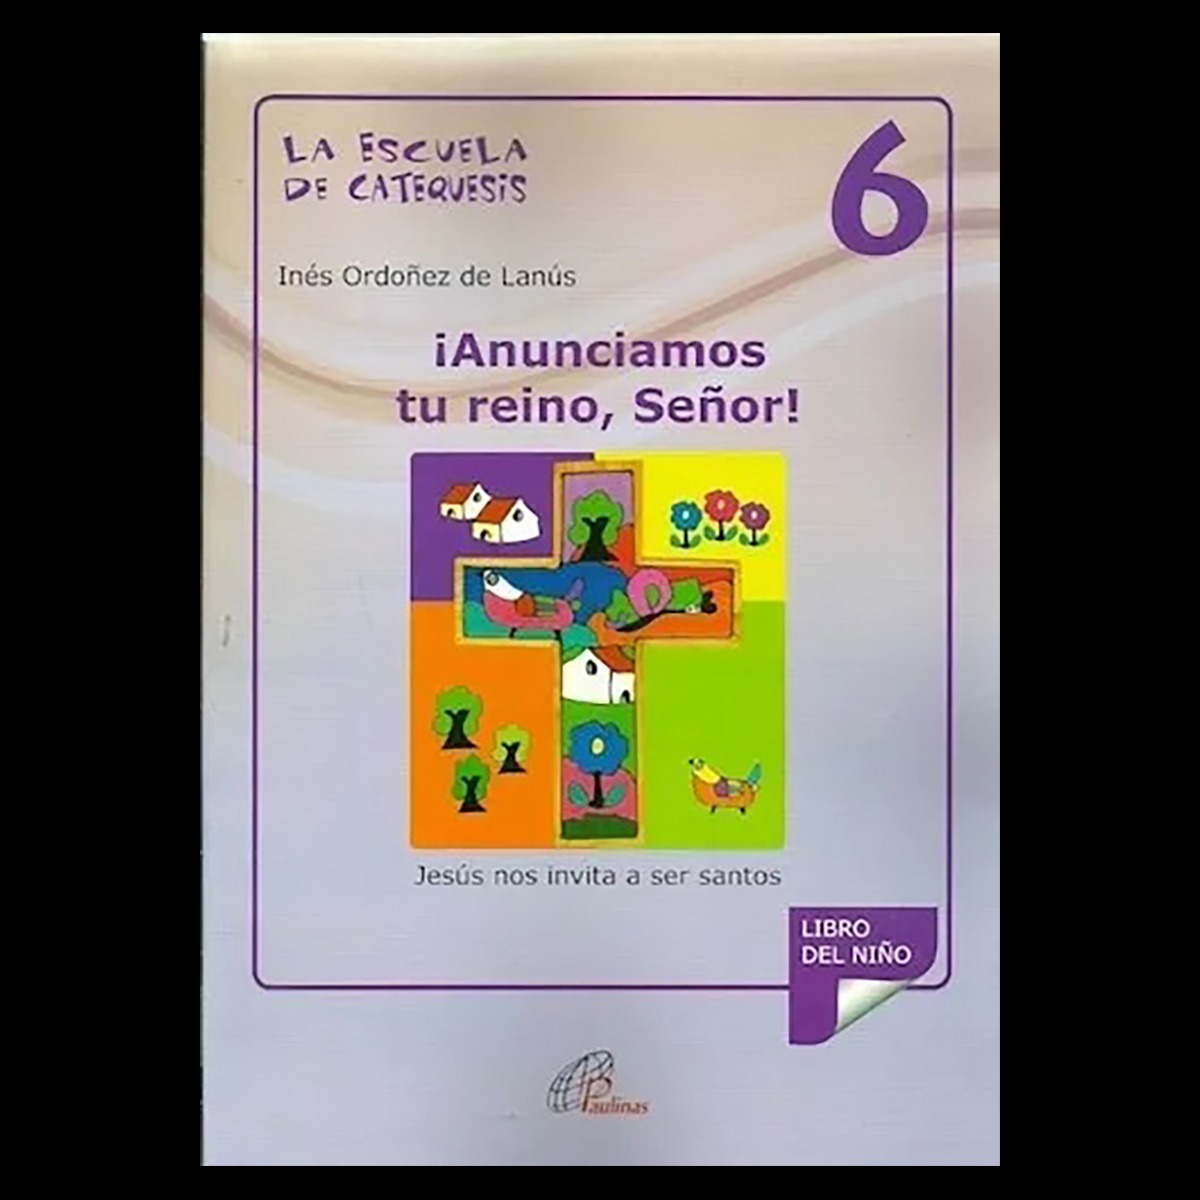 LA ESCUELA
DE CATEQUESIS
6
Inés Ordoñez de Lanús
¡Anunciamos
tu reino, Señor!
Jesús nos invita a ser santos
LIBRO
DEL NIÑO
Paulinas